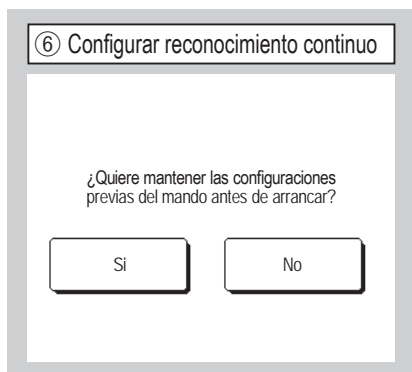 ⑥ Configurar reconocimiento continuo
¿Quiere mantener las configuraciones
previas del mando antes de arrancar?
Si
No